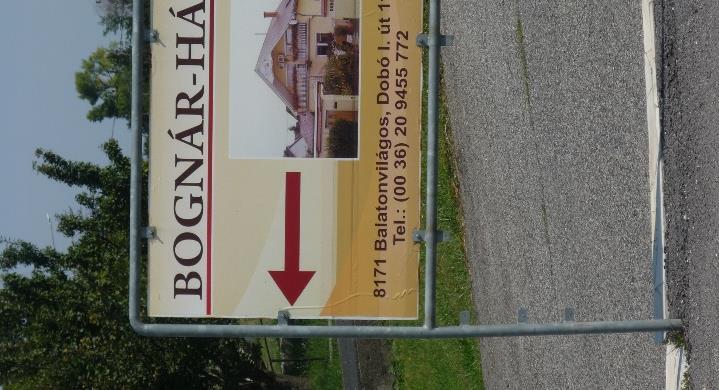 BOGNÁR-HÁ
8171 Balatonvilágos, Dobó I. út 1
Tel.: (00 36) 20 9455 772